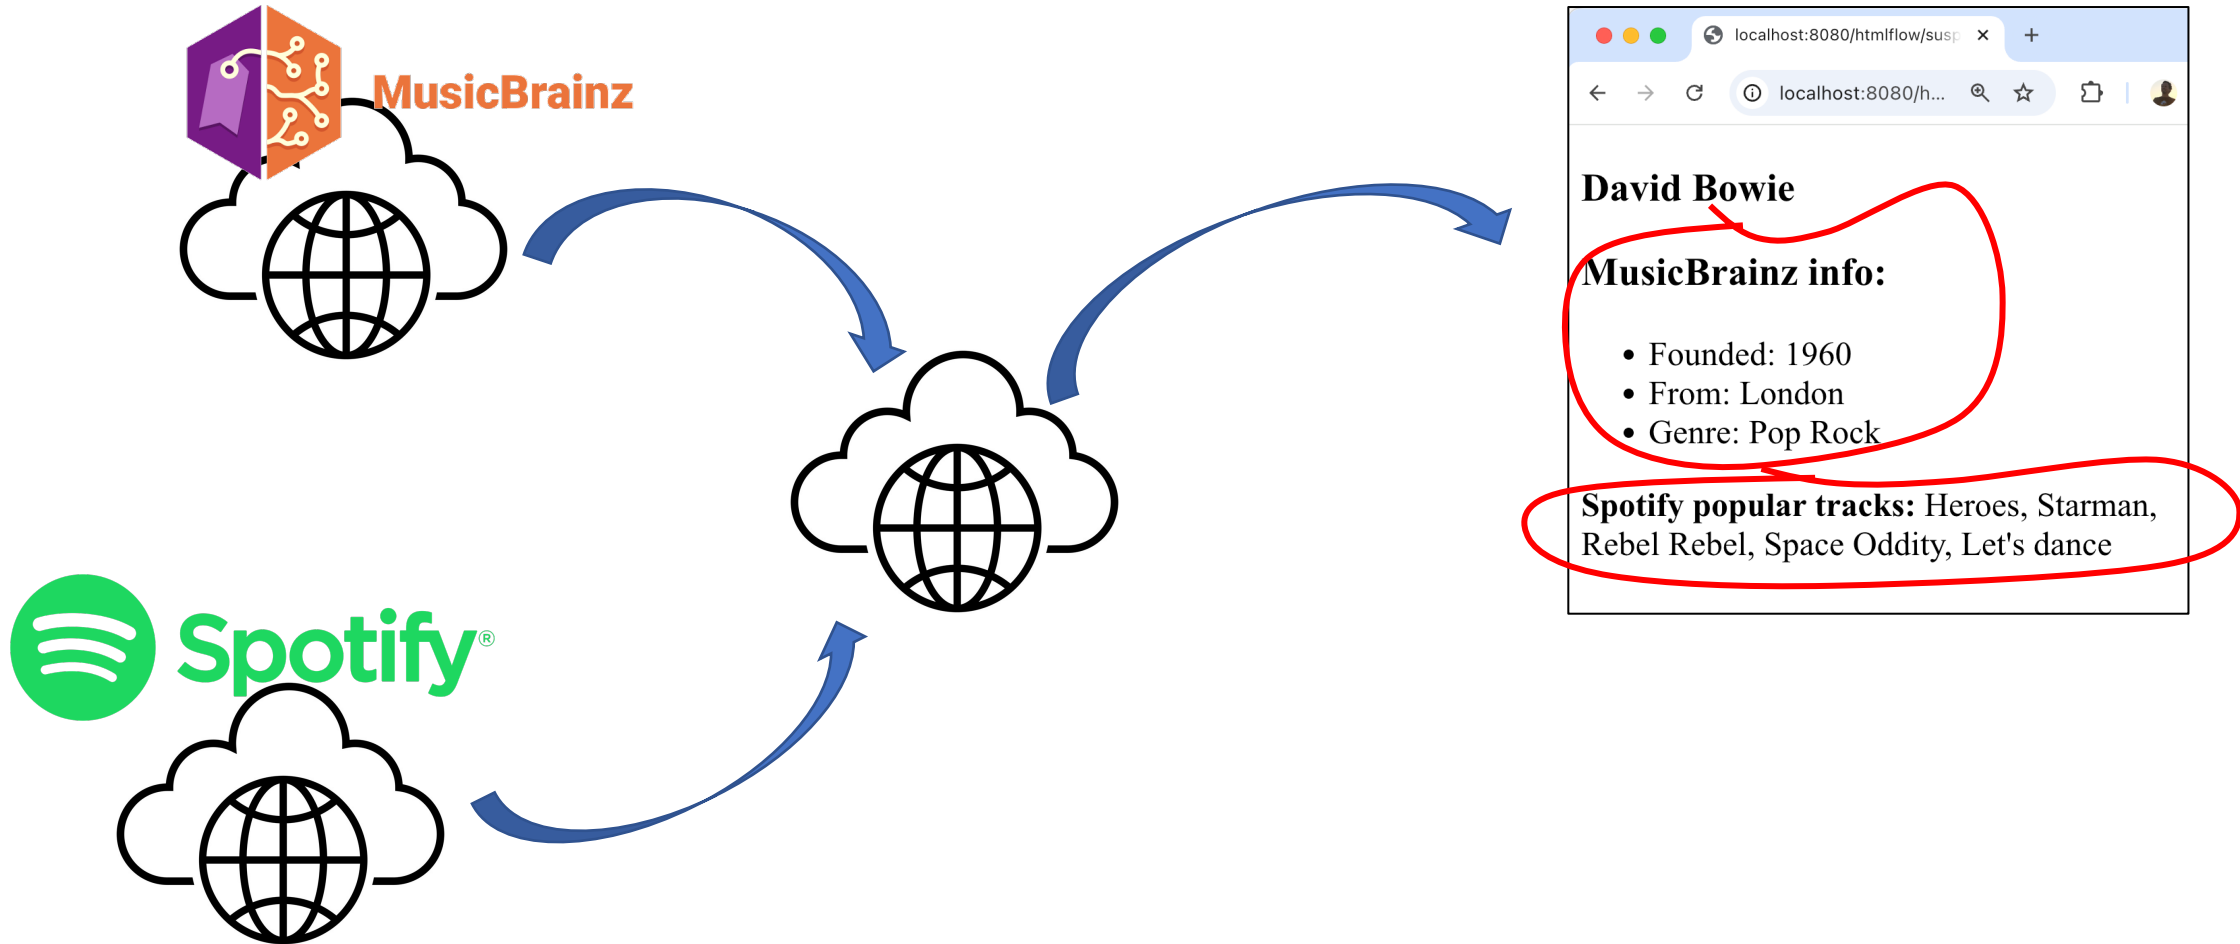 MusicBrainz
Spotify®
localhost:8080/htmlflow/susp
localhost:8080/h...
David Bowie
MusicBrainz info:
• Founded: 1960
• From: London
• Genre: Pop Rock
Spotify popular tracks: Heroes, Starman,
Rebel Rebel, Space Oddity, Let's dance